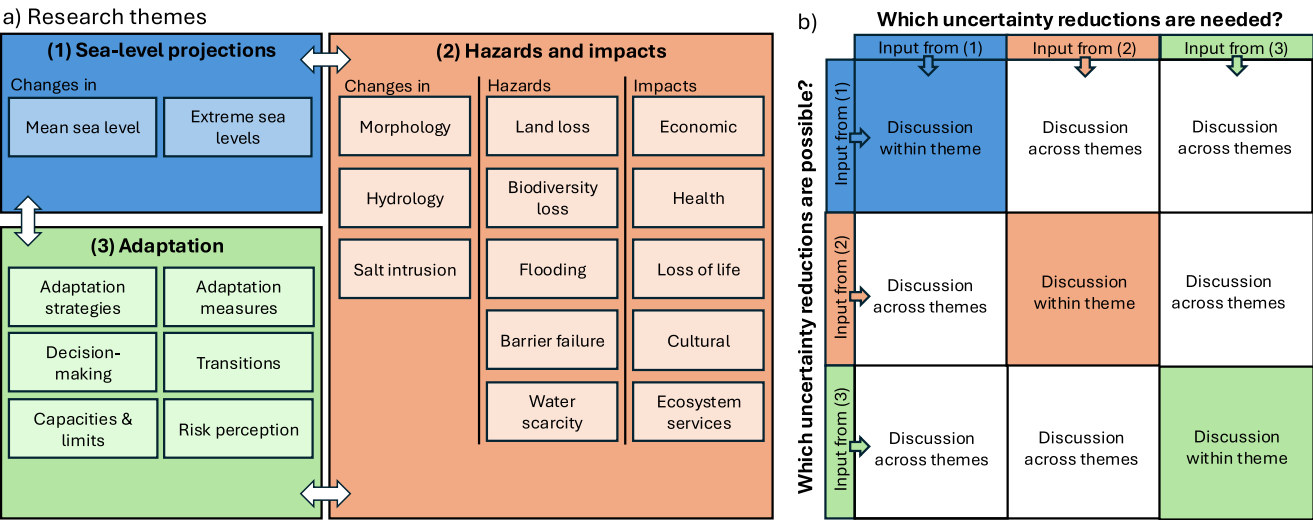 a) Research themes
(1) Sea-level projections
Changes in
Mean sea level
Extreme sea
levels
(2) Hazards and impacts
Changes in
Morphology
Hydrology
Salt intrusion
Hazards
Land loss
Biodiversity
loss
Flooding
Barrier failure
Water
scarcity
Impacts
Economic
Health
Loss of life
Cultural
Ecosystem
services
(3) Adaptation
Adaptation
strategies
Adaptation
measures
Decision-
making
Transitions
Capacities &
limits
Risk perception
b)
Which uncertainty reductions are needed?
Input from (1)
Input from (2)
Input from (3)
Which uncertainty reductions are possible?
Input from (1)
Discussion
within theme
Discussion
across themes
Discussion
across themes
Input from (2)
Discussion
across themes
Discussion
within theme
Discussion
across themes
Input from (3)
Discussion
across themes
Discussion
across themes
Discussion
within theme